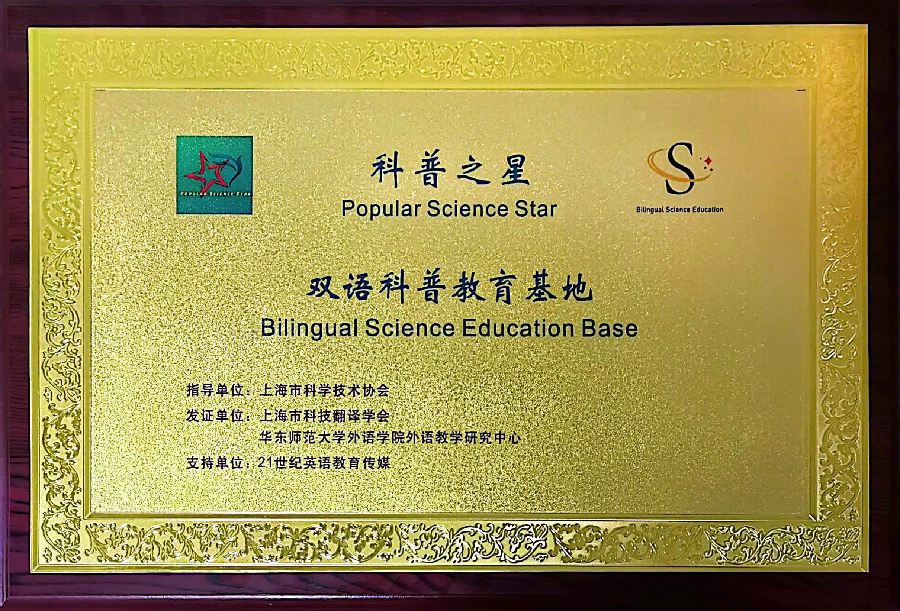 科普之星
Popular Science Star
POPULAR SCIENCE STAR
S
Bilingual Science Education
双语科普教育基地
Bilingual Science Education Base
指导单位：上海市科学技术协会
发证单位：上海市科技翻译学会
华东师范大学外语学院外语教学研究中心
支持单位：21世纪英语教育传媒